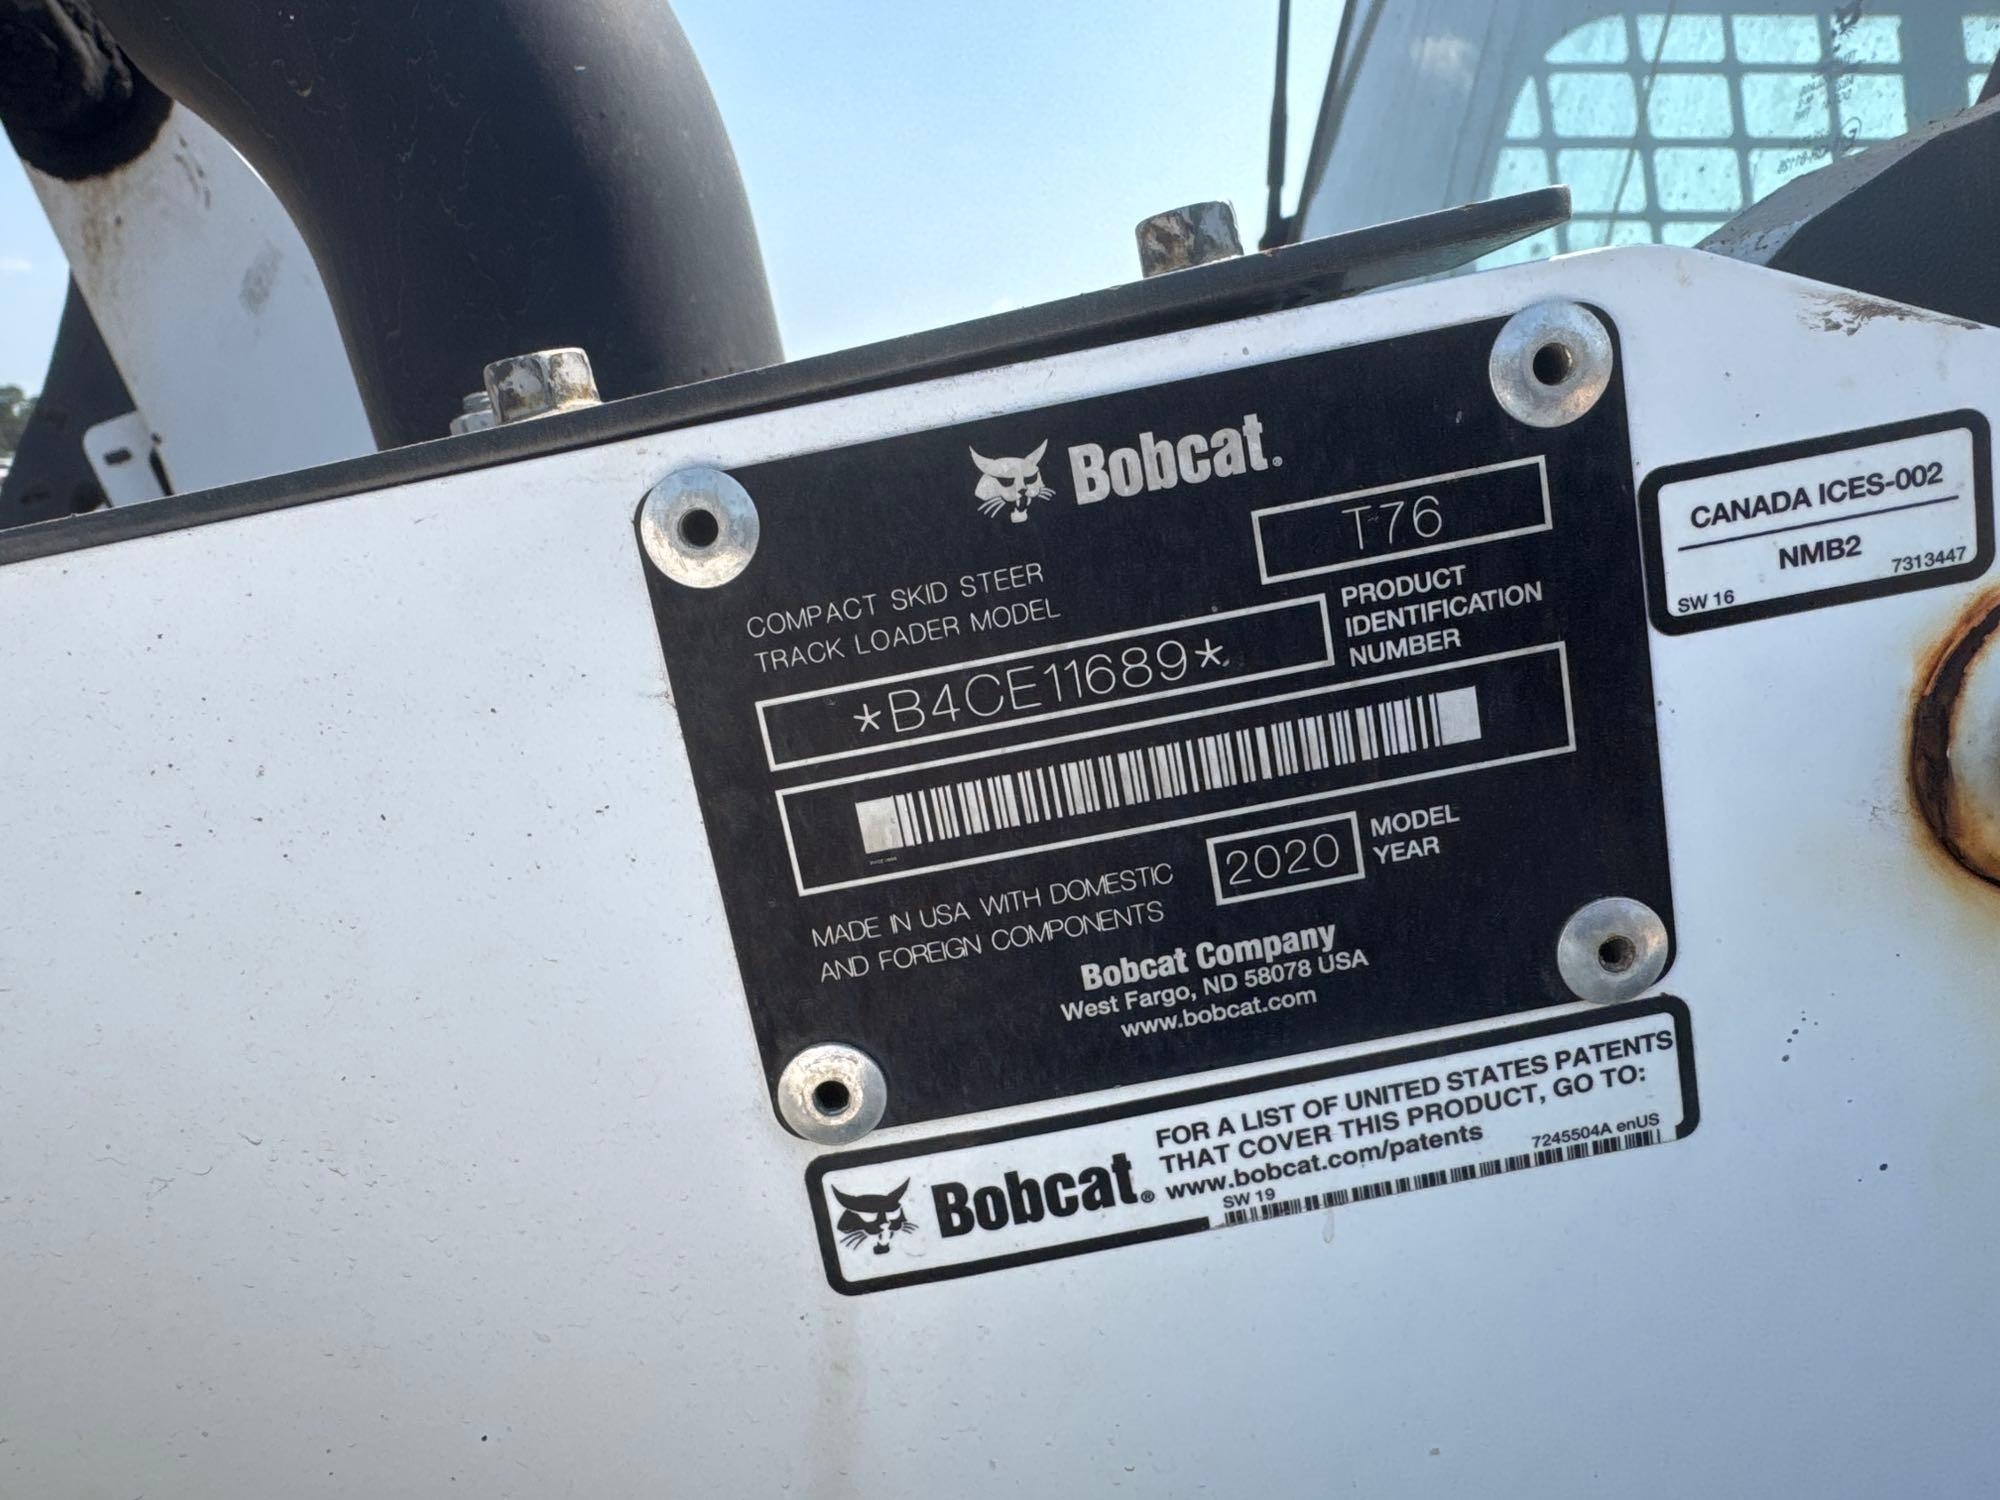 Bobcat®
T76
COMPACT SKID STEER
TRACK LOADER MODEL
*B4CE11689*
PRODUCT
IDENTIFICATION
NUMBER
2020
MODEL
YEAR
MADE IN USA WITH DOMESTIC
AND FOREIGN COMPONENTS
Bobcat Company
West Fargo, ND 58078 USA
www.bobcat.com
CANADA ICES-002
NMB2
SW 16
7313447
Bobcat®
FOR A LIST OF UNITED STATES PATENTS
THAT COVER THIS PRODUCT, GO TO:
www.bobcat.com/patents
7245504A enUS
SW 19